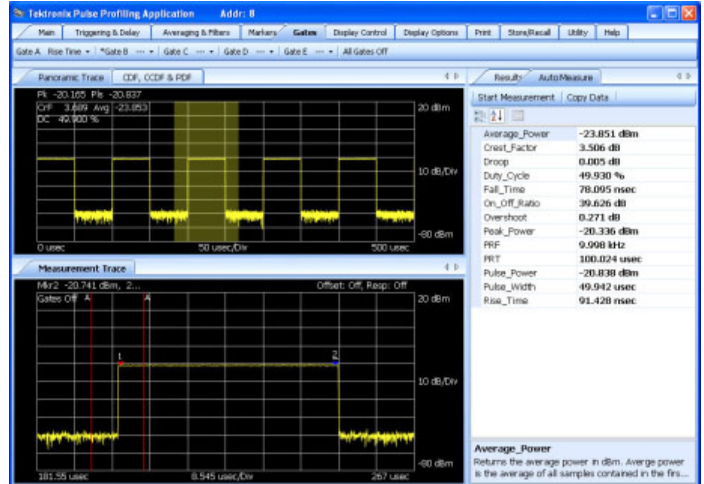 Tektronix Pulse Profiling Application Addr: 8
Main Triggering & Delay Averaging & Filters Markers Gates Display Control Display Options Print Store/Recall Utility Help
Gate A Rise Time *Gate B --- Gate C --- Gate D --- Gate E --- All Gates Off
Panoramic Trace CDF, CCDF & PDF
Pk -20.165 Pls -20.837
CrF 3.689 Avg -23.853
DC 49.900 %
20 dBm
10 dB/Div
-80 dBm
0 usec 50 usec/Div 500 usec
Measurement Trace
Mkr2 -20.741 dBm, 2... Offset: Off, Resp: Off
Gates Off A A
20 dBm
1 2
10 dB/Div
-60 dBm
181.55 usec 8.545 usec/Div 267 usec
Results AutoMeasure
Start Measurement Copy Data
Average_Power -23.851 dBm
Crest_Factor 3.506 dB
Droop 0.005 dB
Duty_Cycle 49.930 %
Fall_Time 78.095 nsec
On_Off_Ratio 39.626 dB
Overshoot 0.271 dB
Peak_Power -20.336 dBm
PRF 9.998 kHz
PRT 100.024 usec
Pulse_Power -20.838 dBm
Pulse_Width 49.942 usec
Rise_Time 91.428 nsec
Average_Power
Returns the average power in dBm. Averge power
is the average of all samples contained in the firs...